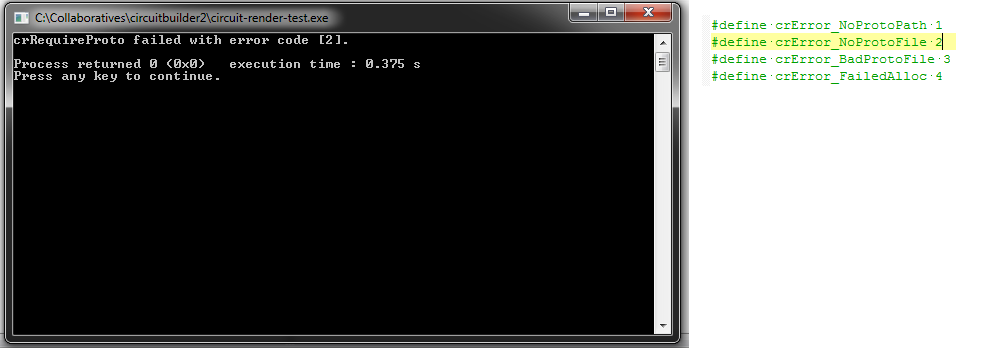 C:\Collaboratives\circuitbuilder2\circuit-render-test.exe
crRequireProto failed with error code [2].
Process returned 0 (0x0)   execution time : 0.375 s
Press any key to continue.
#define crError_NoProtoPath 1
#define crError_NoProtoFile 2
#define crError_BadProtoFile 3
#define crError_FailedAlloc 4